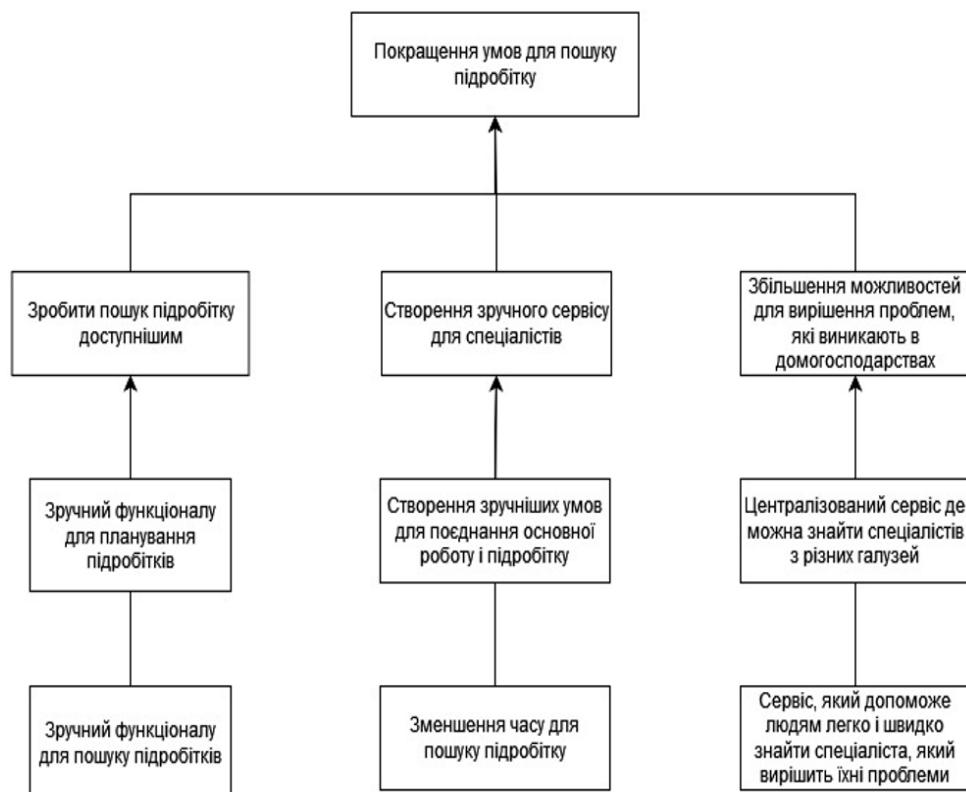 Покращення умов для пошуку
підробітку
Зробити пошук підробітку
доступнішим
Створення зручного сервісу
для спеціалістів
Збільшення можливостей
для вирішення проблем,
які виникають в
домогосподарствах
Зручний функціоналу
для планування
підробітків
Створення зручніших умов
для поєднання основної
роботу і підробітку
Централізований сервіс де
можна знайти спеціалістів
з різних галузей
Зручний функціоналу
для пошуку підробітків
Зменшення часу для
пошуку підробітку
Сервіс, який допоможе
людям легко і швидко
знайти спеціаліста, який
вирішить їхні проблеми